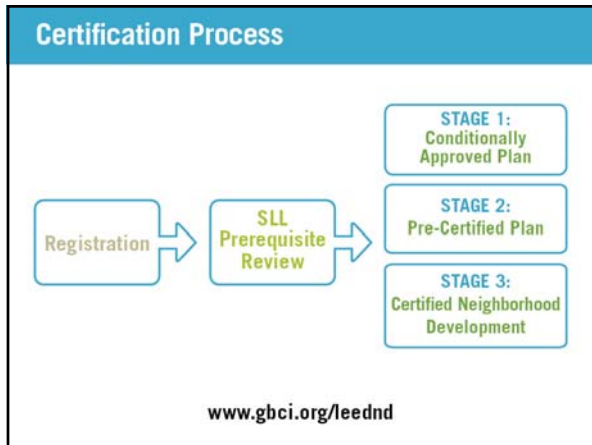 Certification Process
Registration
SLL
Prerequisite
Review
STAGE 1:
Conditionally
Approved Plan
STAGE 2:
Pre-Certified Plan
STAGE 3:
Certified Neighborhood
Development
www.gbci.org/leednd